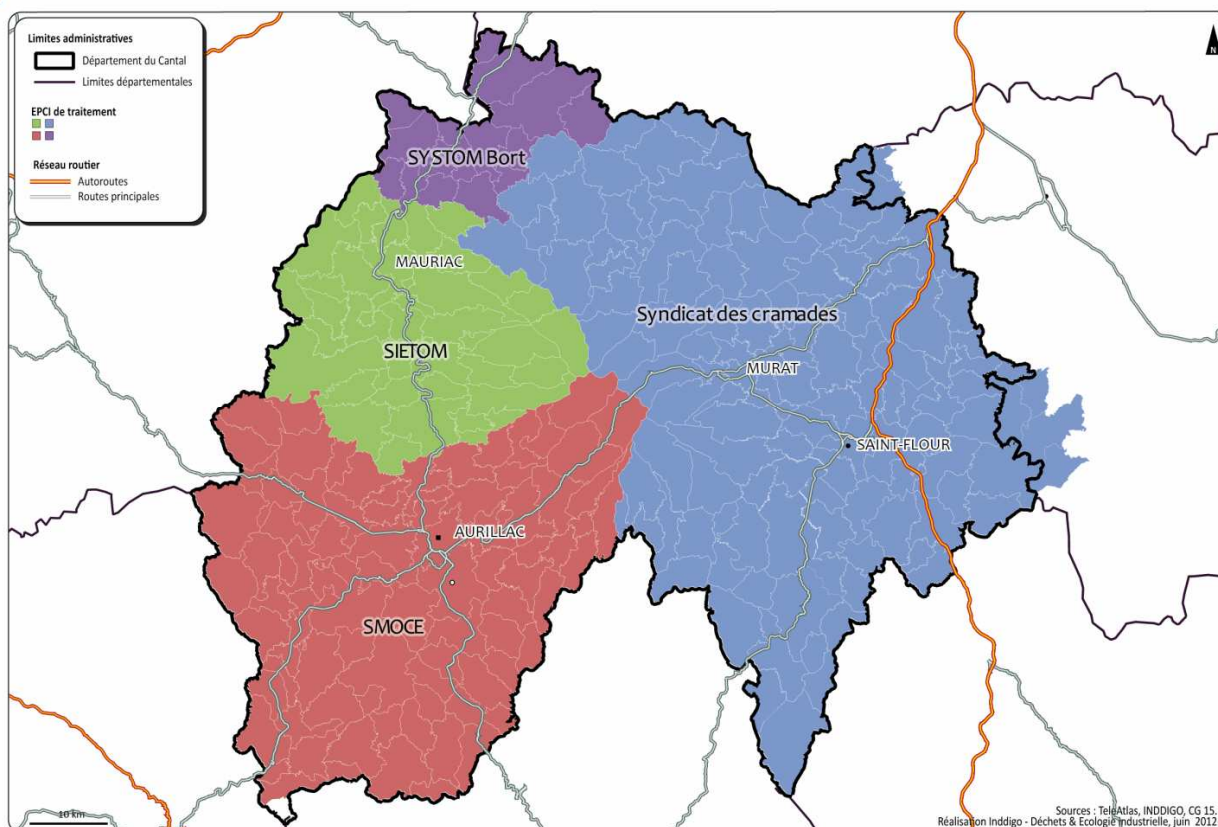 Limites administratives
Département du Cantal
Limites départementales
EPCI de traitement
Réseau routier
Autoroutes
Routes principales
N
SYSTOM Bort
MAURIAC
Syndicat des cramades
SIETOM
MURAT
SAINT-FLOUR
AURILLAC
SMOCE
10 km
Sources : TeleAtlas, INDDIGO, CG 15.
Réalisation Inddigo - Déchets & Ecologie industrielle, juin 2012